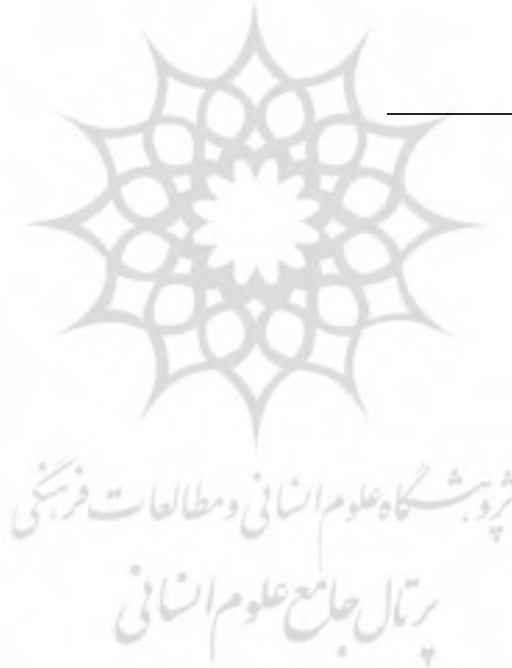 پژوهشگاه علوم انسانی و مطالعات فرهنگی
پرتال جامع علوم انسانی